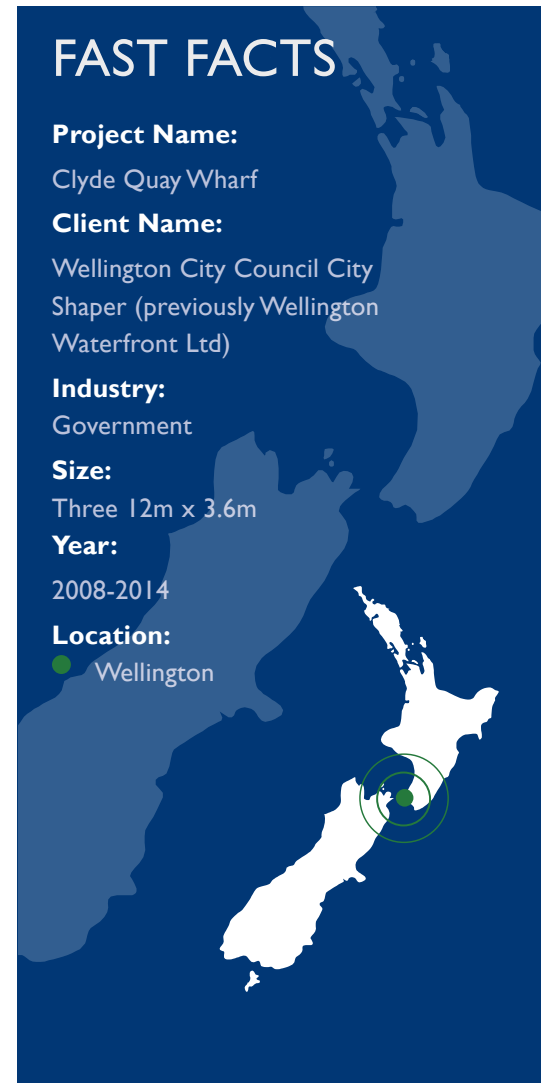 FAST FACTS
Project Name:
Clyde Quay Wharf
Client Name:
Wellington City Council City
Shaper (previously Wellington
Waterfront Ltd)
Industry:
Government
Size:
Three 12m x 3.6m
Year:
2008-2014
Location:
Wellington